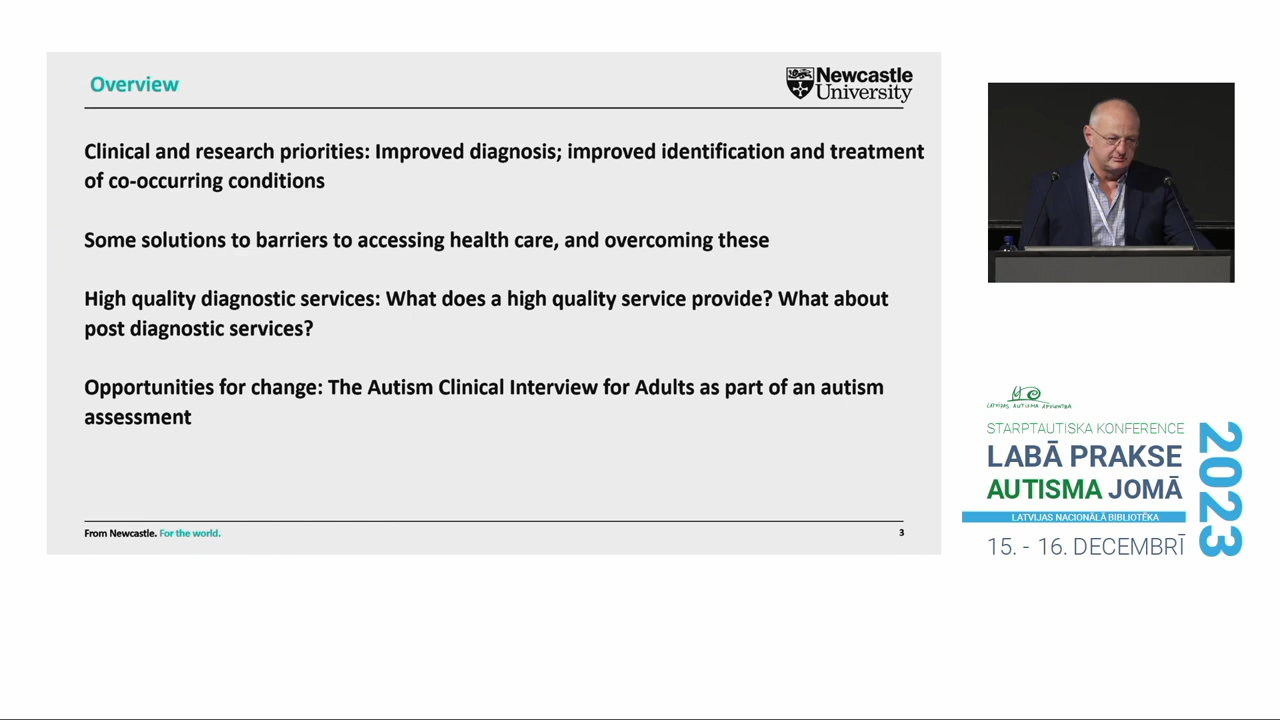 Overview
Newcastle
University
Clinical and research priorities: Improved diagnosis; improved identification and treatment
of co-occurring conditions
Some solutions to barriers to accessing health care, and overcoming these
High quality diagnostic services: What does a high quality service provide? What about
post diagnostic services?
Opportunities for change: The Autism Clinical Interview for Adults as part of an autism
assessment
From Newcastle. For the world.
3
LATVIJAS AUTISMA APVIENĪBA
STARPTAUTISKA KONFERENCE
LABĀ PRAKSE
AUTISMA JOMĀ
LATVIJAS NACIONĀLĀ BIBLIOTĒKA
15. - 16. DECEMBRĪ
2023